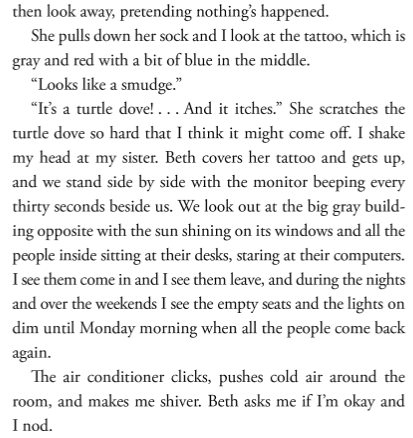 then look away, pretending nothing's happened.
She pulls down her sock and I look at the tattoo, which is
gray and red with a bit of blue in the middle.
“Looks like a smudge.”
“It's a turtle dove! . . . And it itches.” She scratches the
turtle dove so hard that I think it might come off. I shake
my head at my sister. Beth covers her tattoo and gets up,
and we stand side by side with the monitor beeping every
thirty seconds beside us. We look out at the big gray build-
ing opposite with the sun shining on its windows and all the
people inside sitting at their desks, staring at their computers.
I see them come in and I see them leave, and during the nights
and over the weekends I see the empty seats and the lights on
dim until Monday morning when all the people come back
again.
The air conditioner clicks, pushes cold air around the
room, and makes me shiver. Beth asks me if I'm okay and
I nod.